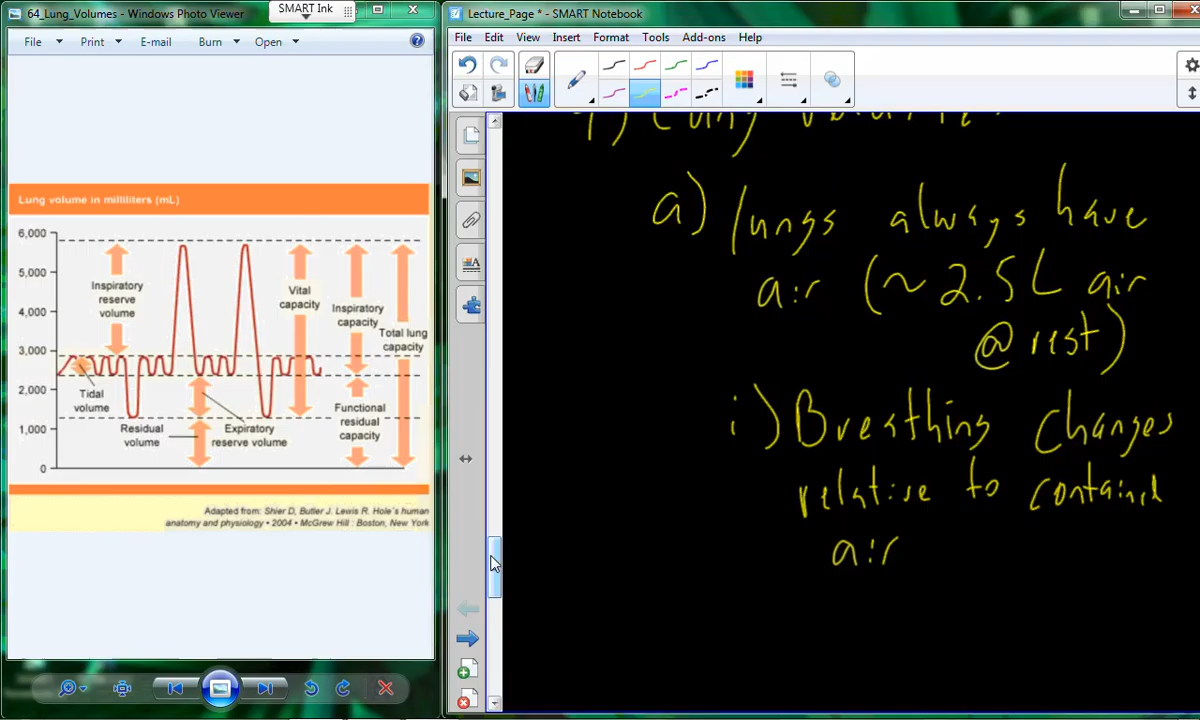 64_Lung_Volumes - Windows Photo Viewer
SMART Ink
File Print E-mail Burn Open
Lung volume in milliliters (mL)
6,000
5,000
4,000
3,000
2,000
1,000
0
Inspiratory
reserve
volume
Tidal
volume
Residual
volume
Expiratory
reserve volume
Vital
capacity
Inspiratory
capacity
Functional
residual
capacity
Total lung
capacity
Adapted from: Shier D, Butler J. Lewis R. Hole's human
anatomy and physiology • 2004 • McGrew Hill : Boston, New York
Lecture_Page * - SMART Notebook
File Edit View Insert Format Tools Add-ons Help
a) lungs always have
air (~ 2.5 L air
@ rest)
i) Breathing changes
relative to contained
air